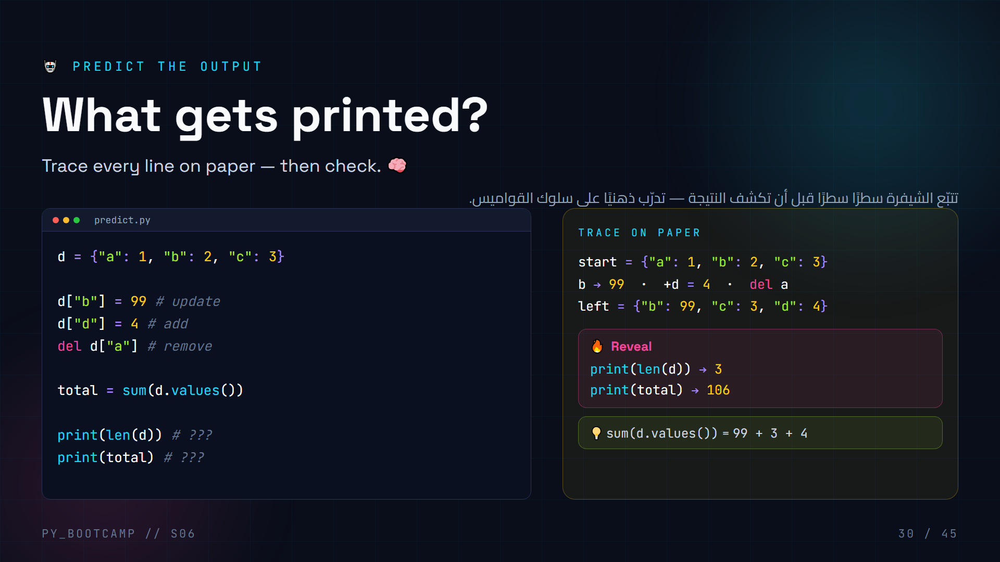 PREDICT THE OUTPUT
What gets printed?
Trace every line on paper — then check. 🧠
تتبّع الشيفرة سطرًا سطرًا قبل أن تكشف النتيجة — تدرّب ذهنيًا على سلوك القواميس.
predict.py
d = {"a": 1, "b": 2, "c": 3}
d["b"] = 99 # update
d["d"] = 4 # add
del d["a"] # remove
total = sum(d.values())
print(len(d)) # ???
print(total) # ???
TRACE ON PAPER
start = {"a": 1, "b": 2, "c": 3}
b → 99 · +d = 4 · del a
left = {"b": 99, "c": 3, "d": 4}
🔥 Reveal
print(len(d)) → 3
print(total) → 106
💡 sum(d.values()) = 99 + 3 + 4
PY_BOOTCAMP // S06
30 / 45